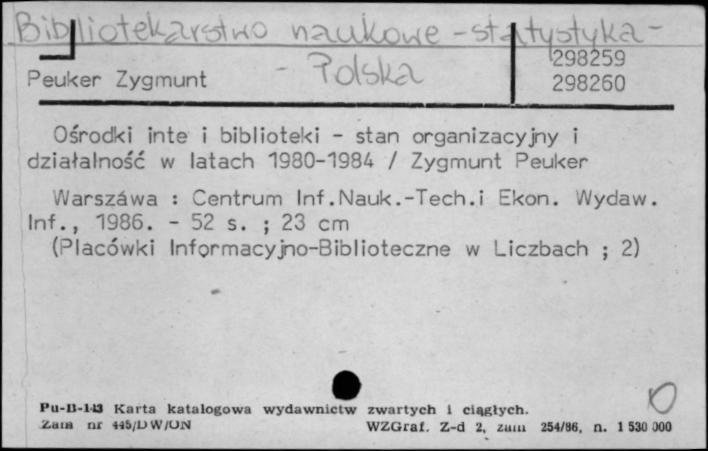 Bibliotekarstwo naukowe - statystyka -
- Polska
298259
Peuker Zygmunt
298260
Ośrodki inte i biblioteki - stan organizacyjny i
działalność w latach 1980-1984 / Zygmunt Peuker
Warszáwa : Centrum Inf.Nauk.-Tech.i Ekon. Wydaw.
Inf., 1986. - 52 s. ; 23 cm
(Placówki Informacyjno-Biblioteczne w Liczbach ; 2)
Pu-B-143 Karta katalogowa wydawnictw zwartych i ciągłych.
Zam nr 445/DW/UN WZGraf. Z-d 2, zam 254/86, n. 1 530 000